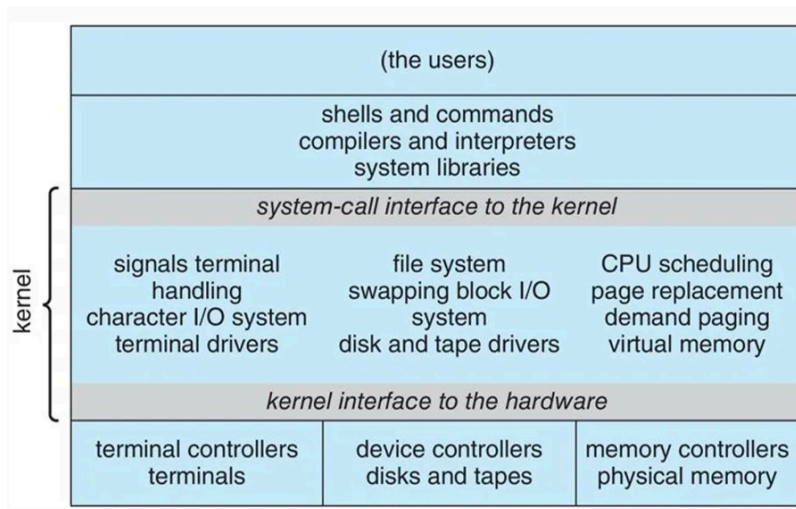 (the users)
shells and commands
compilers and interpreters
system libraries
system-call interface to the kernel
kernel
signals terminal
handling
character I/O system
terminal drivers
file system
swapping block I/O
system
disk and tape drivers
CPU scheduling
page replacement
demand paging
virtual memory
kernel interface to the hardware
terminal controllers
terminals
device controllers
disks and tapes
memory controllers
physical memory